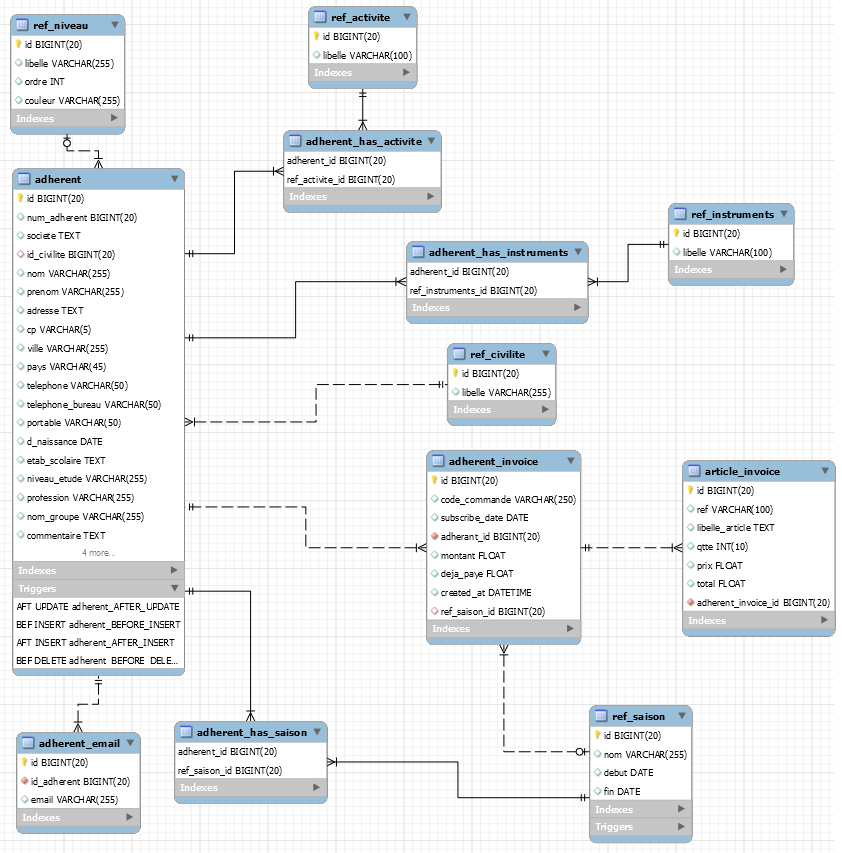 ref_niveau
id BIGINT(20)
libelle VARCHAR(255)
ordre INT
couleur VARCHAR(255)
Indexes
ref_activite
id BIGINT(20)
libelle VARCHAR(100)
Indexes
adherent_has_activite
adherent_id BIGINT(20)
ref_activite_id BIGINT(20)
Indexes
adherent
id BIGINT(20)
num_adherent BIGINT(20)
societe TEXT
id_civilite BIGINT(20)
nom VARCHAR(255)
prenom VARCHAR(255)
adresse TEXT
cp VARCHAR(5)
ville VARCHAR(255)
pays VARCHAR(45)
telephone VARCHAR(50)
telephone_bureau VARCHAR(50)
portable VARCHAR(50)
d_naissance DATE
etab_scolaire TEXT
niveau_etude VARCHAR(255)
profession VARCHAR(255)
nom_groupe VARCHAR(255)
commentaire TEXT
4 more...
Indexes
Triggers
AFT UPDATE adherent_AFTER_UPDATE
BEF INSERT adherent_BEFORE_INSERT
AFT INSERT adherent_AFTER_INSERT
BEF DELETE adherent_BEFORE_DELE...
ref_instruments
id BIGINT(20)
libelle VARCHAR(100)
Indexes
adherent_has_instruments
adherent_id BIGINT(20)
ref_instruments_id BIGINT(20)
Indexes
ref_civilite
id BIGINT(20)
libelle VARCHAR(255)
Indexes
adherent_invoice
id BIGINT(20)
code_commande VARCHAR(250)
subscribe_date DATE
adherant_id BIGINT(20)
montant FLOAT
deja_paye FLOAT
created_at DATETIME
ref_saison_id BIGINT(20)
Indexes
article_invoice
id BIGINT(20)
ref VARCHAR(100)
libelle_article TEXT
qtte INT(10)
prix FLOAT
total FLOAT
adherent_invoice_id BIGINT(20)
Indexes
adherent_email
id BIGINT(20)
id_adherent BIGINT(20)
email VARCHAR(255)
Indexes
adherent_has_saison
adherent_id BIGINT(20)
ref_saison_id BIGINT(20)
Indexes
ref_saison
id BIGINT(20)
nom VARCHAR(255)
debut DATE
fin DATE
Indexes
Triggers